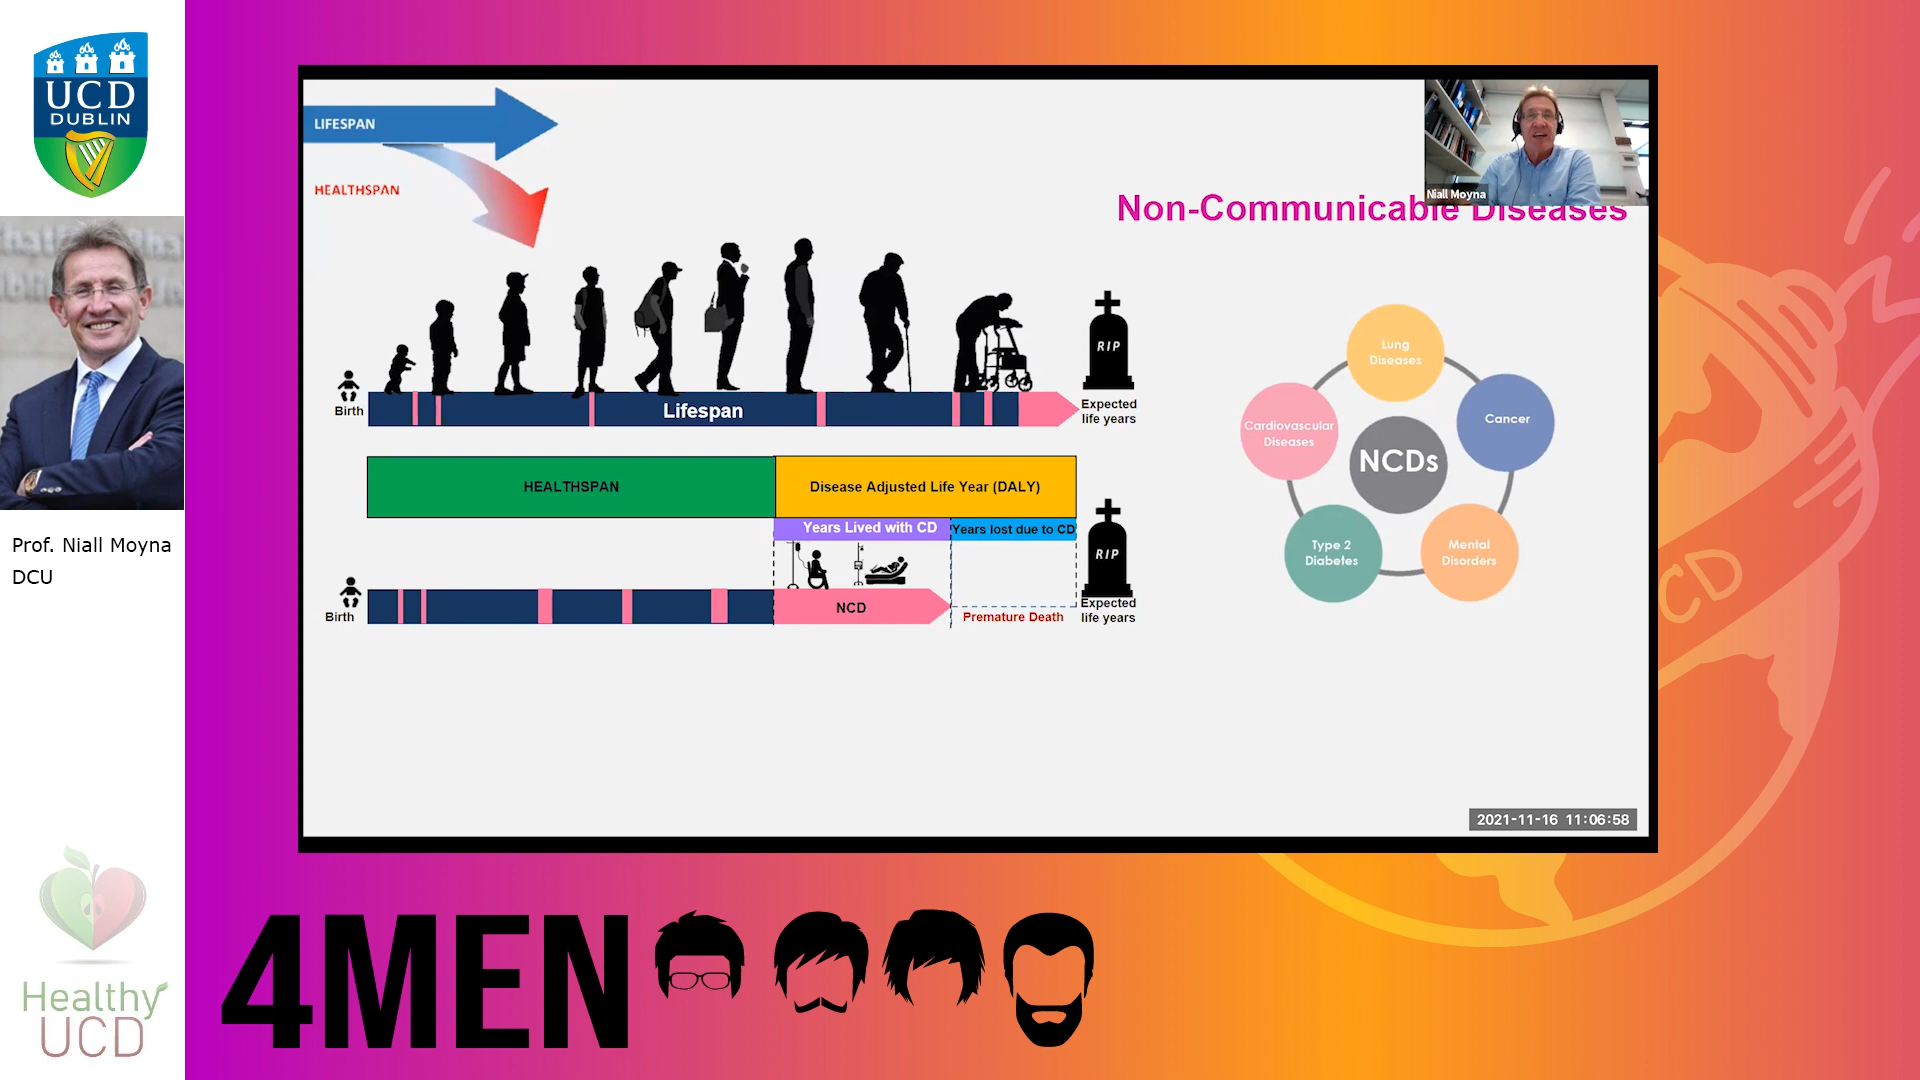 UCD
DUBLIN
Prof. Niall Moyna
DCU
Healthy
UCD
LIFESPAN
HEALTHSPAN
Niall Moyna
Non-Communicable Diseases
RIP
Birth
Lifespan
Expected
life years
HEALTHSPAN
Disease Adjusted Life Year (DALY)
Years Lived with CD
Years lost due to CD
RIP
Birth
NCD
Premature Death
Expected
life years
Lung
Diseases
Cancer
Cardiovascular
Diseases
NCDs
Type 2
Diabetes
Mental
Disorders
2021-11-16 11:06:58
4MEN